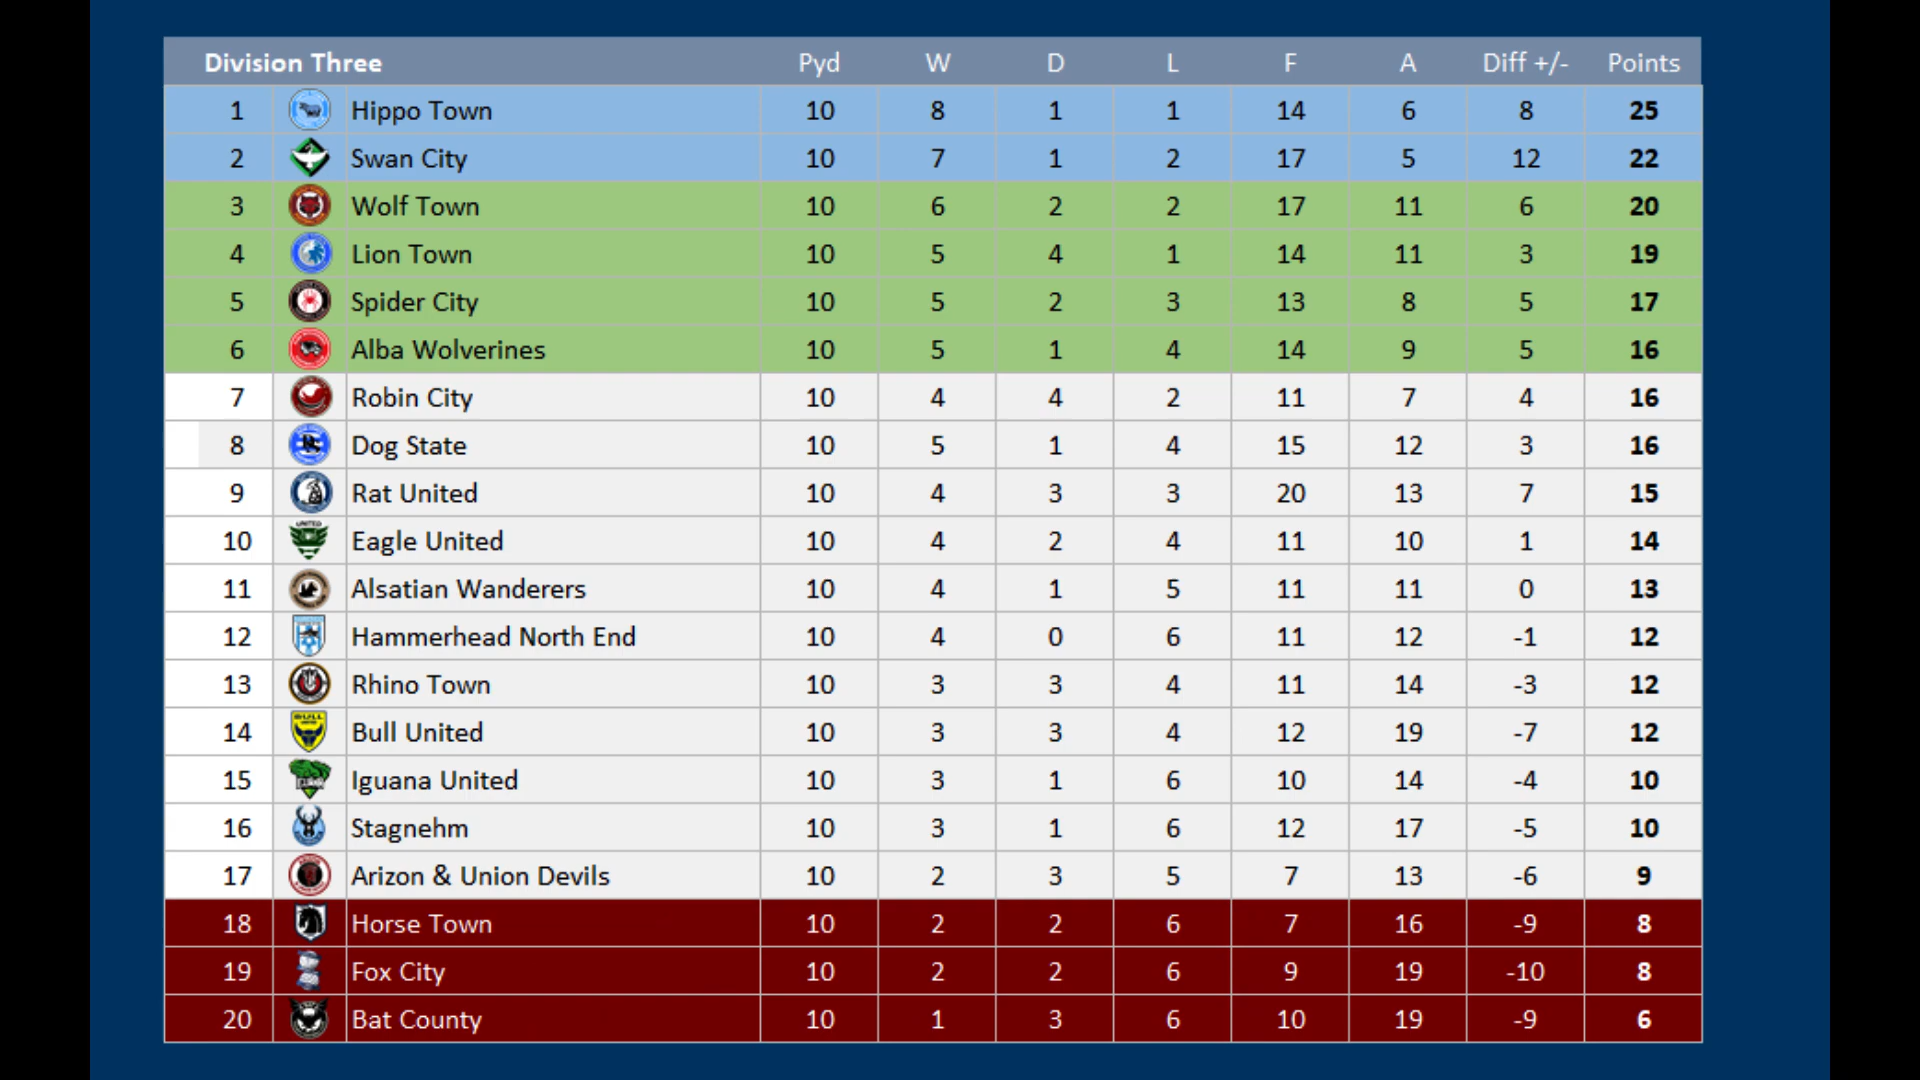 Division Three Pyd W D L F A Diff +/- Points
1 Hippo Town 10 8 1 1 14 6 8 25
2 Swan City 10 7 1 2 17 5 12 22
3 Wolf Town 10 6 2 2 17 11 6 20
4 Lion Town 10 5 4 1 14 11 3 19
5 Spider City 10 5 2 3 13 8 5 17
6 Alba Wolverines 10 5 1 4 14 9 5 16
7 Robin City 10 4 4 2 11 7 4 16
8 Dog State 10 5 1 4 15 12 3 16
9 Rat United 10 4 3 3 20 13 7 15
10 UNITED Eagle United 10 4 2 4 11 10 1 14
11 Alsatian Wanderers 10 4 1 5 11 11 0 13
12 Hammerhead North End 10 4 0 6 11 12 -1 12
13 Rhino Town 10 3 3 4 11 14 -3 12
14 BULL Bull United 10 3 3 4 12 19 -7 12
15 Iguana United 10 3 1 6 10 14 -4 10
16 Stagnehm 10 3 1 6 12 17 -5 10
17 Arizon & Union Devils 10 2 3 5 7 13 -6 9
18 Horse Town 10 2 2 6 7 16 -9 8
19 Fox City 10 2 2 6 9 19 -10 8
20 Bat County 10 1 3 6 10 19 -9 6